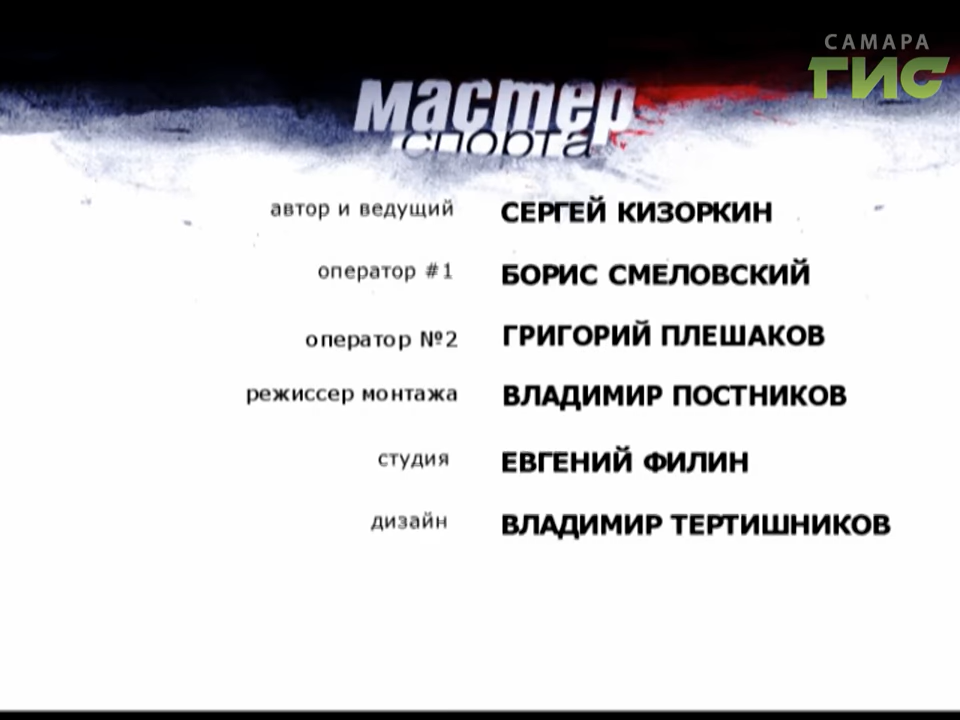 САМАРА
ГИС
мастер
спорта
автор и ведущий СЕРГЕЙ КИЗОРКИН
оператор #1 БОРИС СМЕЛОВСКИЙ
оператор №2 ГРИГОРИЙ ПЛЕШАКОВ
режиссер монтажа ВЛАДИМИР ПОСТНИКОВ
студия ЕВГЕНИЙ ФИЛИН
дизайн ВЛАДИМИР ТЕРТИШНИКОВ